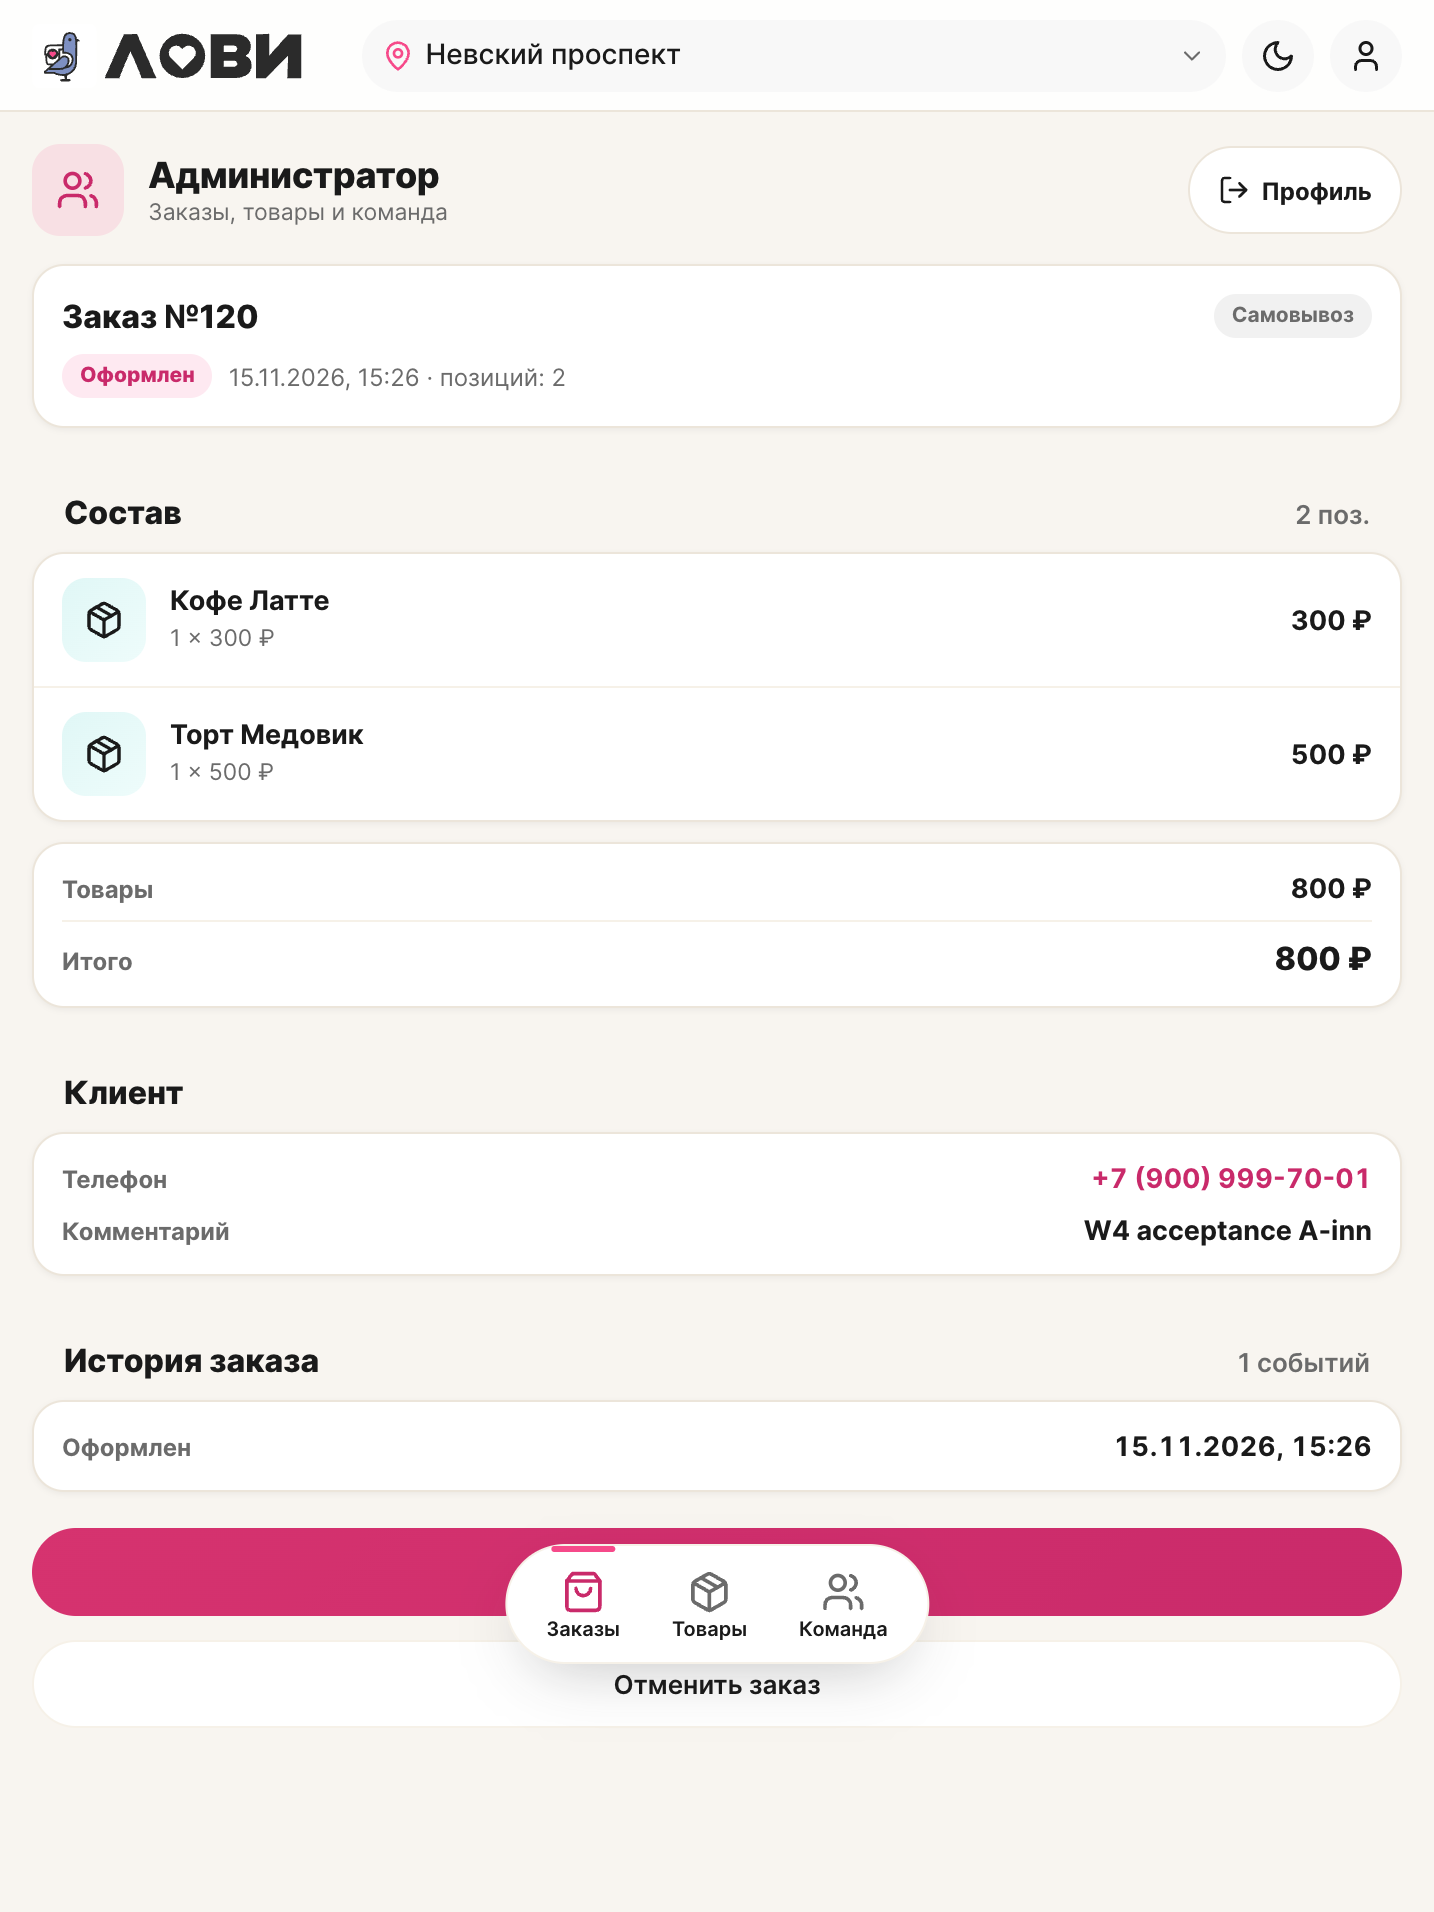 ЛОВИ
Невский проспект
Администратор
Заказы, товары и команда
Профиль
Заказ №120
Самовывоз
Оформлен
15.11.2026, 15:26 · позиций: 2
Состав
2 поз.
Кофе Латте
1 × 300 ₽
300 ₽
Торт Медовик
1 × 500 ₽
500 ₽
Товары
800 ₽
Итого
800 ₽
Клиент
Телефон
+7 (900) 999-70-01
Комментарий
W4 acceptance A-inn
История заказа
1 событий
Оформлен
15.11.2026, 15:26
Заказы
Товары
Команда
Отменить заказ